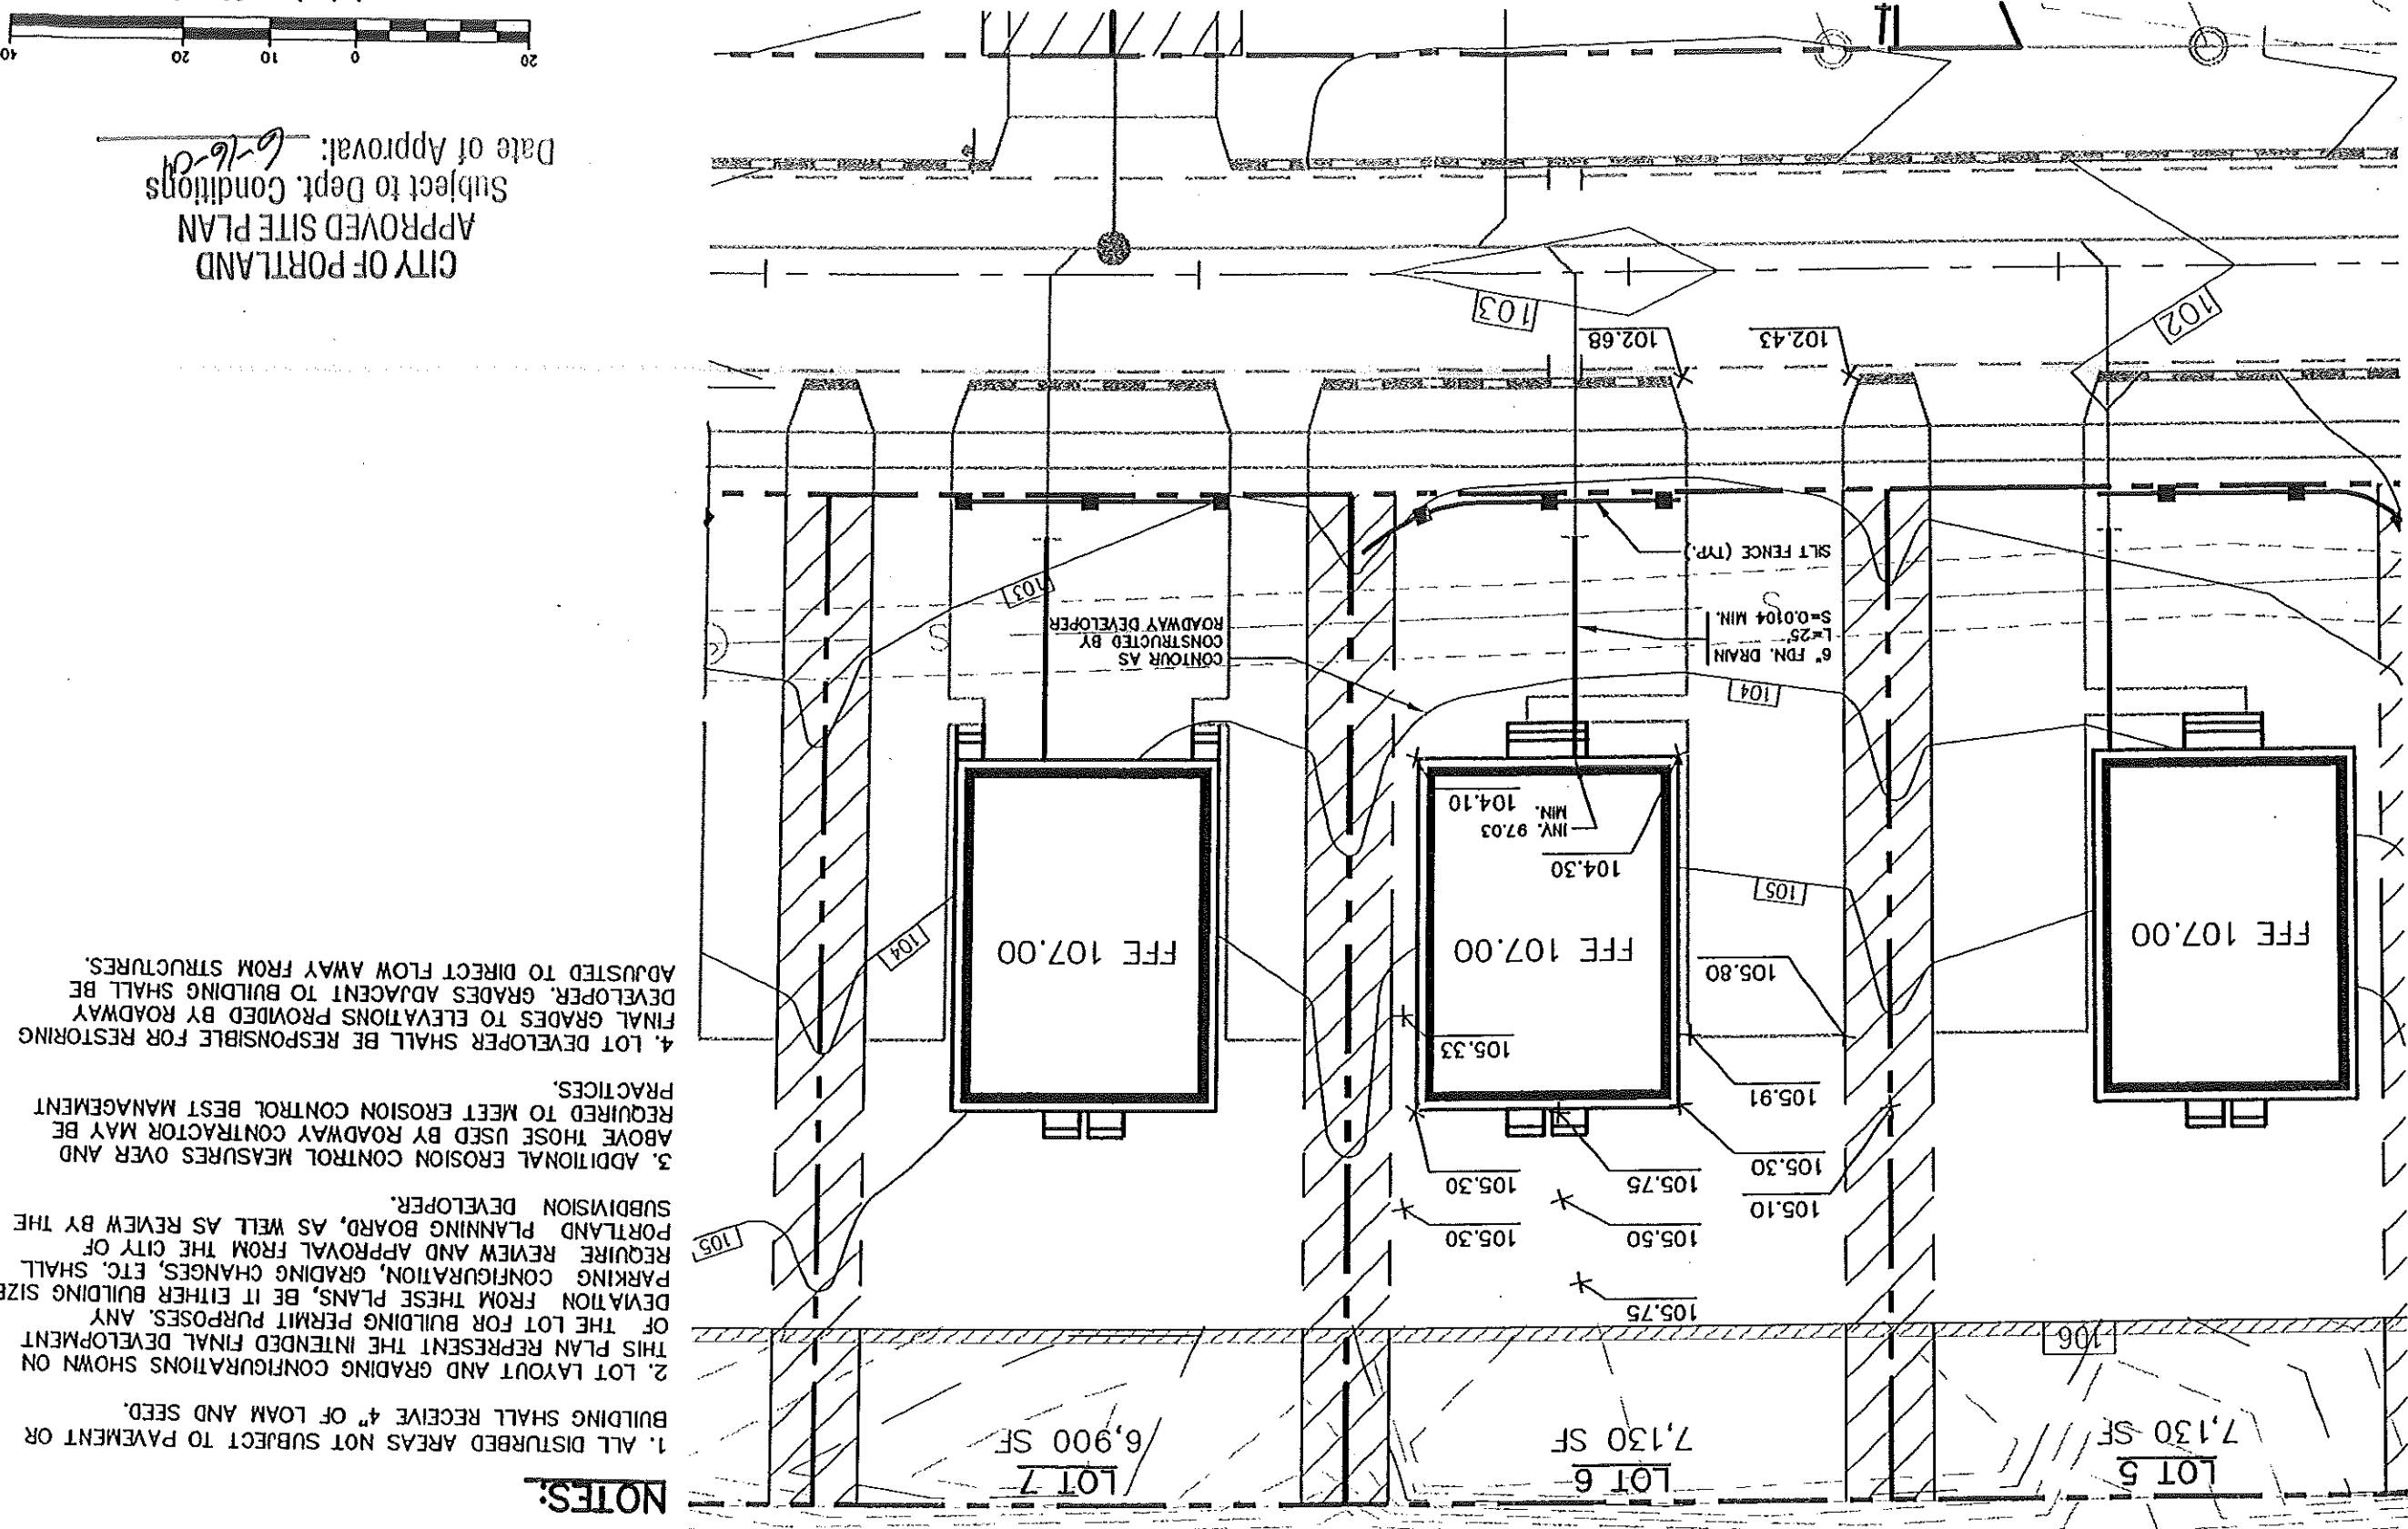 NOTES:
1. ALL DISTURBED AREAS NOT SUBJECT TO PAVEMENT OR
BUILDING SHALL RECEIVE 4" OF LOAM AND SEED.
2. LOT LAYOUT AND GRADING CONFIGURATIONS SHOWN ON
THIS PLAN REPRESENT THE INTENDED FINAL DEVELOPMENT
OF THE LOT FOR BUILDING PERMIT PURPOSES. ANY
DEVIATION FROM THESE PLANS, BE IT EITHER BUILDING SIZE
PARKING CONFIGURATION, GRADING CHANGES, ETC. SHALL
REQUIRE REVIEW AND APPROVAL FROM THE CITY OF
PORTLAND PLANNING BOARD, AS WELL AS REVIEW BY THE
SUBDIVISION DEVELOPER.
3. ADDITIONAL EROSION CONTROL MEASURES OVER AND
ABOVE THOSE USED BY ROADWAY CONTRACTOR MAY BE
REQUIRED TO MEET EROSION CONTROL BEST MANAGEMENT
PRACTICES.
4. LOT DEVELOPER SHALL BE RESPONSIBLE FOR RESTORING
FINAL GRADES TO ELEVATIONS PROVIDED BY ROADWAY
DEVELOPER. GRADES ADJACENT TO BUILDING SHALL BE
ADJUSTED TO DIRECT FLOW AWAY FROM STRUCTURES.
LOT 5
7,130 SF
LOT 6
7,130 SF
LOT 7
6,900 SF
106
105.75
105.10
105.50
105.30
105
105.30
105.75
105.30
105.91
105.33
105.80
FFE 107.00
FFE 107.00
FFE 107.00
104
105
104.30
INV. 97.03
MIN.
104.10
104
6" FDN. DRAIN
L=25'
S=0.0104 MIN.
CONTOUR AS
CONSTRUCTED BY
ROADWAY DEVELOPER
S
S
103
SILT FENCE (TYP.)
102.43
102.68
102
103
CITY OF PORTLAND
APPROVED SITE PLAN
Subject to Dept. Conditions
Date of Approval: 6-16-04
20
0
10
20
40